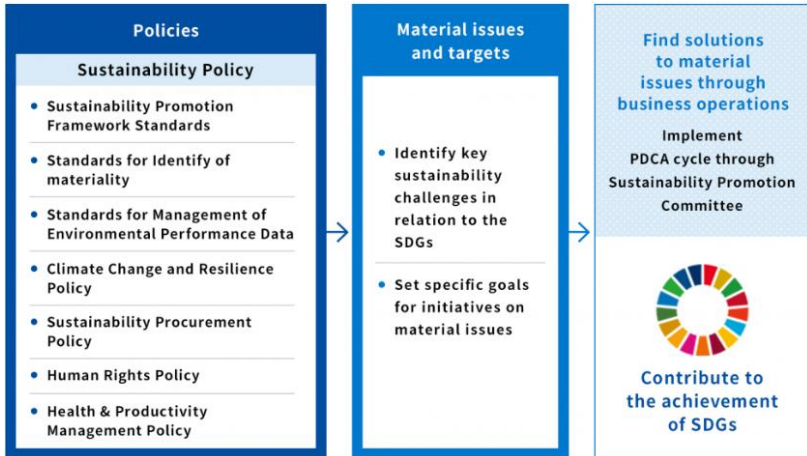 Policies
Sustainability Policy
• Sustainability Promotion
Framework Standards
• Standards for Identify of
materiality
• Standards for Management of
Environmental Performance Data
• Climate Change and Resilience
Policy
• Sustainability Procurement
Policy
• Human Rights Policy
• Health & Productivity
Management Policy
Material issues
and targets
• Identify key
sustainability
challenges in
relation to the
SDGs
• Set specific goals
for initiatives on
material issues
Find solutions
to material
issues through
business operations
Implement
PDCA cycle through
Sustainability Promotion
Committee
Contribute to
the achievement
of SDGs